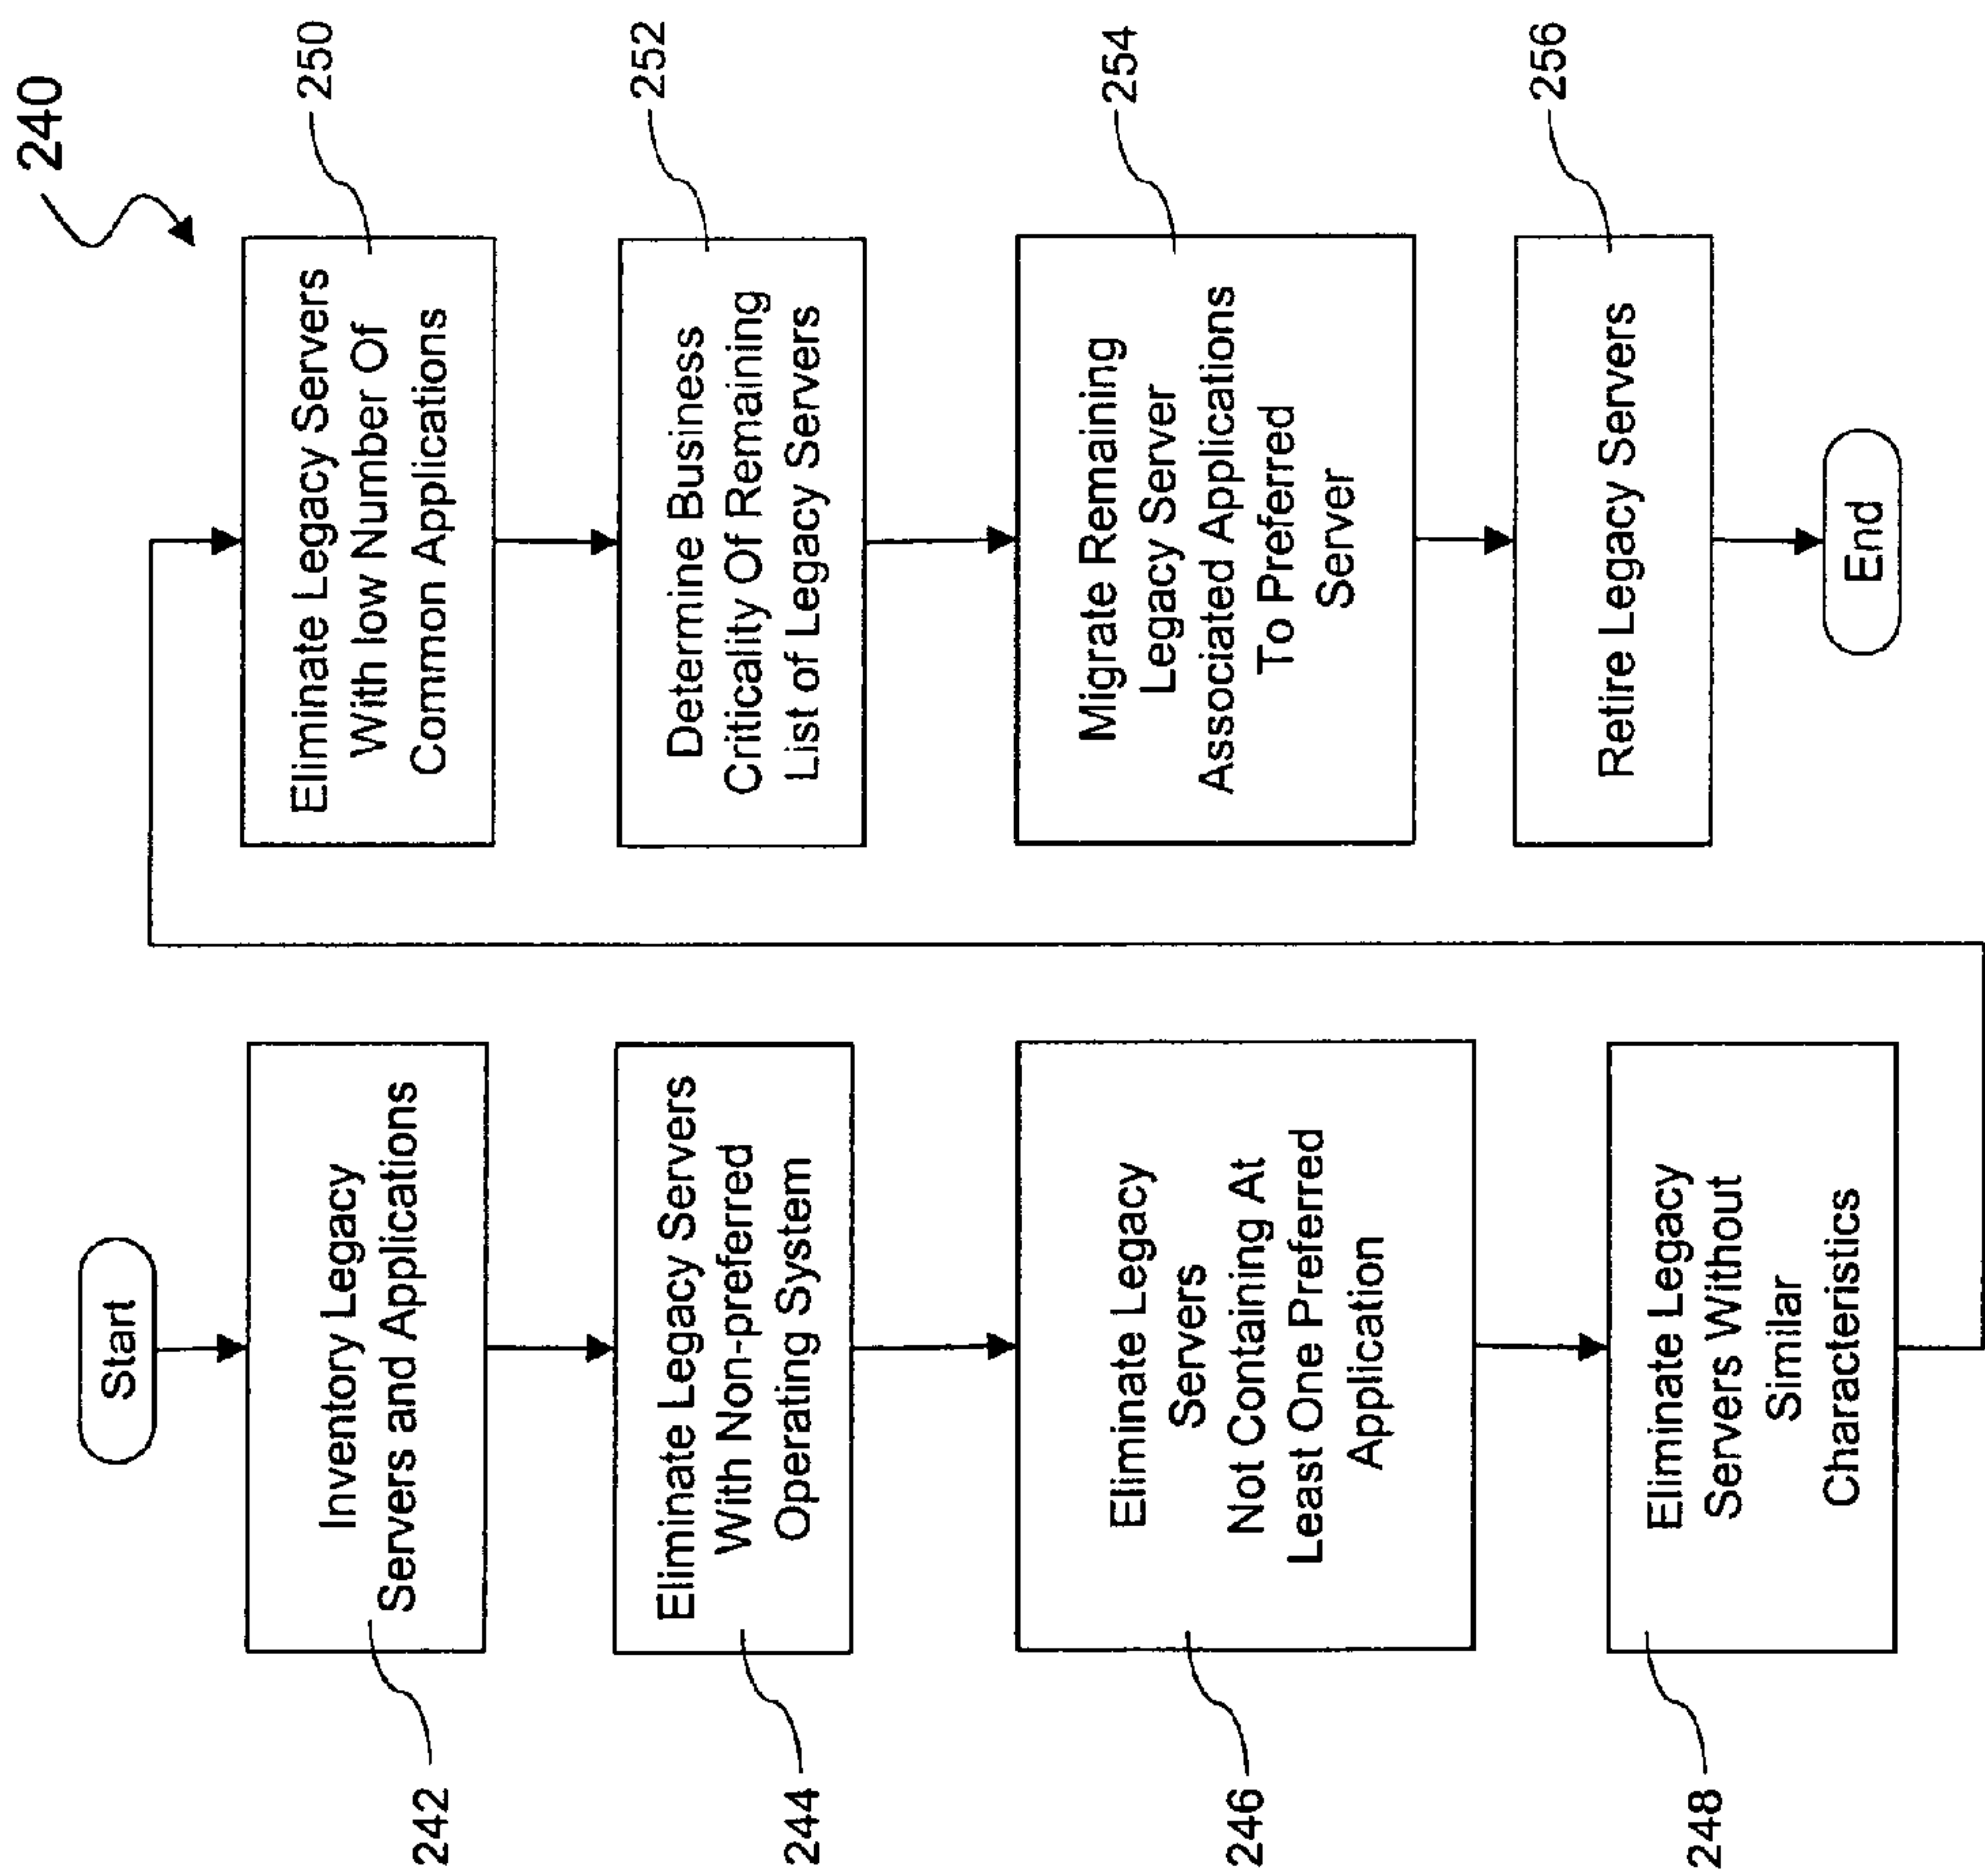 240
Start
242
Inventory Legacy
Servers and Applications
244
Eliminate Legacy Servers
With Non-preferred
Operating System
246
Eliminate Legacy
Servers
Not Containing At
Least One Preferred
Application
248
Eliminate Legacy
Servers Without
Similar
Characteristics
250
Eliminate Legacy Servers
With low Number Of
Common Applications
252
Determine Business
Criticality Of Remaining
List of Legacy Servers
254
Migrate Remaining
Legacy Server
Associated Applications
To Preferred
Server
256
Retire Legacy Servers
End